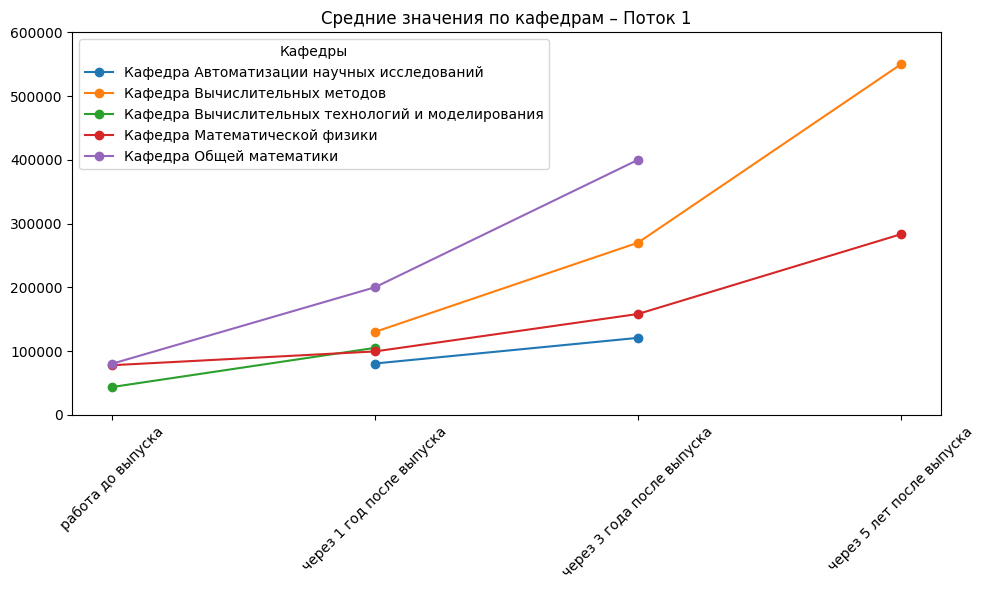 Средние значения по кафедрам – Поток 1
Кафедры
Кафедра Автоматизации научных исследований
Кафедра Вычислительных методов
Кафедра Вычислительных технологий и моделирования
Кафедра Математической физики
Кафедра Общей математики
600000
500000
400000
300000
200000
100000
0
работа до выпуска
через 1 год после выпуска
через 3 года после выпуска
через 5 лет после выпуска